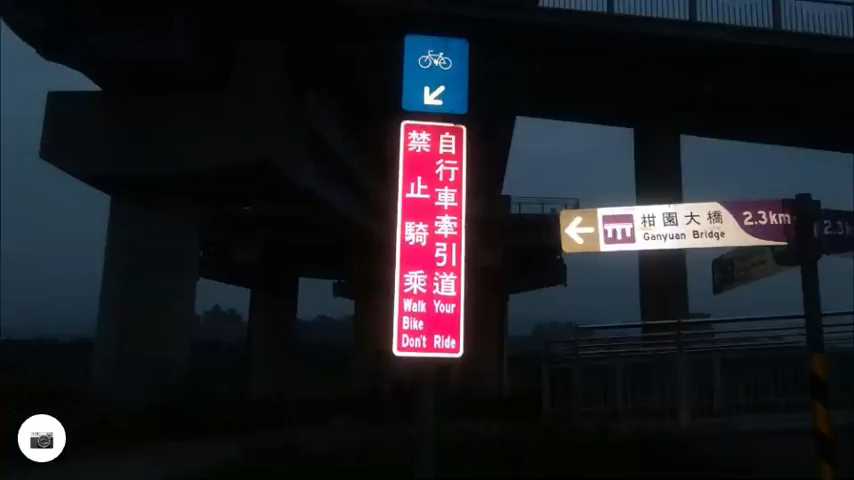 自行車牽引道
禁止騎乘
Walk Your
Bike
Don't Ride
柑園大橋
Ganyuan Bridge
2.3km